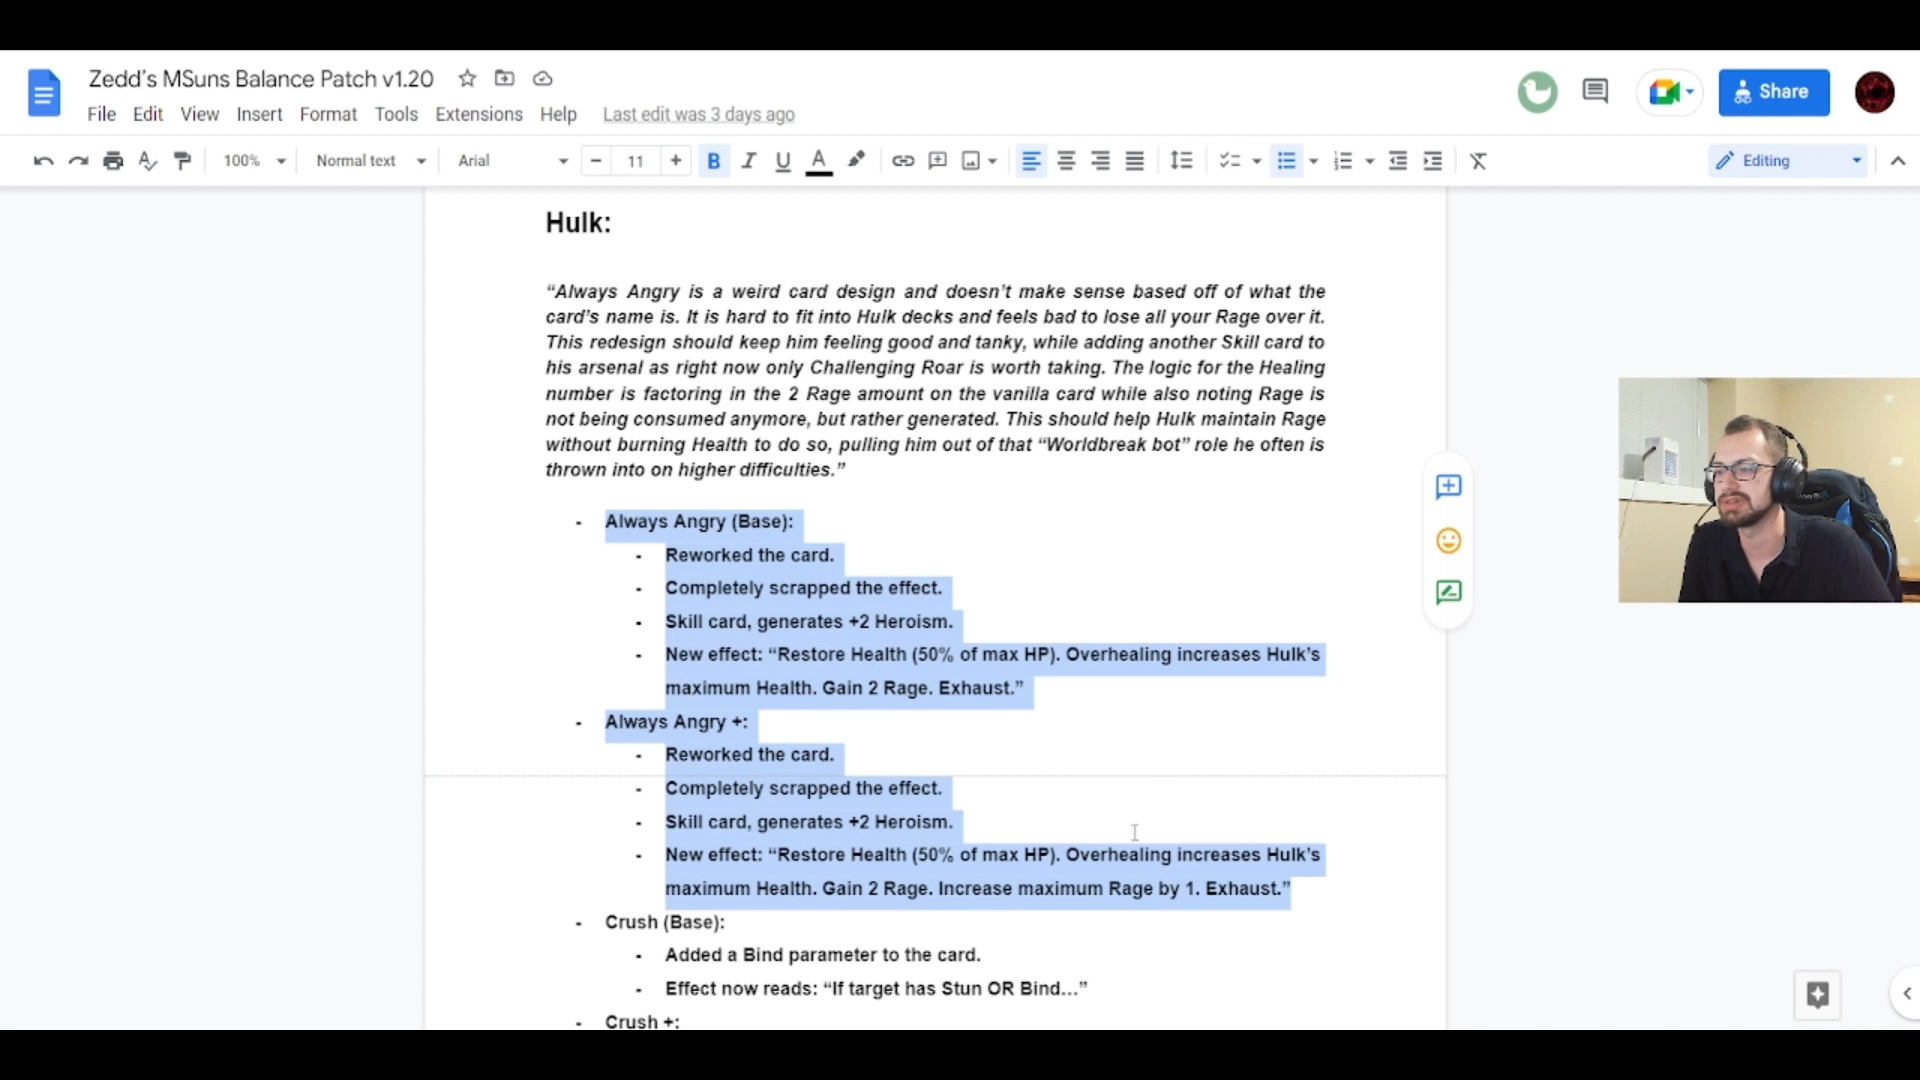 Zedd's MSuns Balance Patch v1.20
File Edit View Insert Format Tools Extensions Help Last edit was 3 days ago
Share
100% Normal text Arial 11 B I U A Editing
Hulk:
“Always Angry is a weird card design and doesn’t make sense based off of what the
card’s name is. It is hard to fit into Hulk decks and feels bad to lose all your Rage over it.
This redesign should keep him feeling good and tanky, while adding another Skill card to
his arsenal as right now only Challenging Roar is worth taking. The logic for the Healing
number is factoring in the 2 Rage amount on the vanilla card while also noting Rage is
not being consumed anymore, but rather generated. This should help Hulk maintain Rage
without burning Health to do so, pulling him out of that “Worldbreak bot” role he often is
thrown into on higher difficulties.”
- Always Angry (Base):
- Reworked the card.
- Completely scrapped the effect.
- Skill card, generates +2 Heroism.
- New effect: “Restore Health (50% of max HP). Overhealing increases Hulk’s
maximum Health. Gain 2 Rage. Exhaust.”
- Always Angry +:
- Reworked the card.
- Completely scrapped the effect.
- Skill card, generates +2 Heroism.
- New effect: “Restore Health (50% of max HP). Overhealing increases Hulk’s
maximum Health. Gain 2 Rage. Increase maximum Rage by 1. Exhaust.”
- Crush (Base):
- Added a Bind parameter to the card.
- Effect now reads: “If target has Stun OR Bind...”
- Crush +: